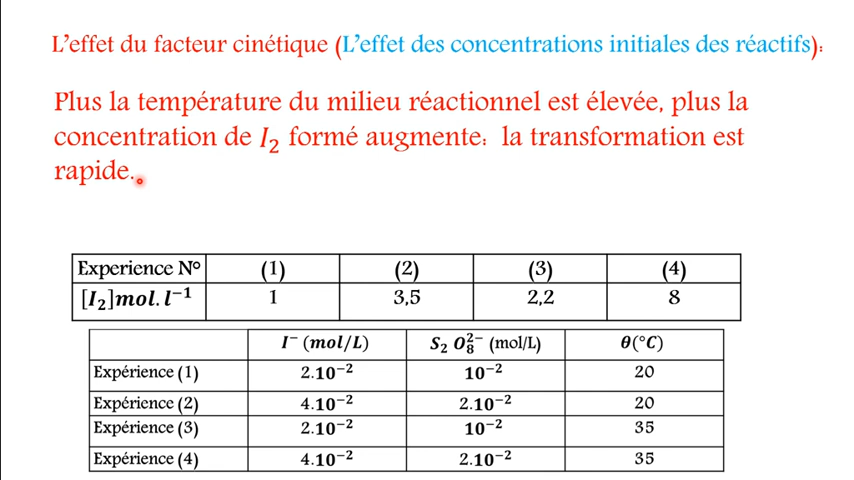 L'effet du facteur cinétique (L'effet des concentrations initiales des réactifs):
Plus la température du milieu réactionnel est élevée, plus la
concentration de I₂ formé augmente: la transformation est
rapide.
Experience N° (1) (2) (3) (4)
[I₂]mol.l⁻¹ 1 3,5 2,2 8
I⁻ (mol/L) S₂ O₈²⁻ (mol/L) θ(°C)
Expérience (1) 2.10⁻² 10⁻² 20
Expérience (2) 4.10⁻² 2.10⁻² 20
Expérience (3) 2.10⁻² 10⁻² 35
Expérience (4) 4.10⁻² 2.10⁻² 35